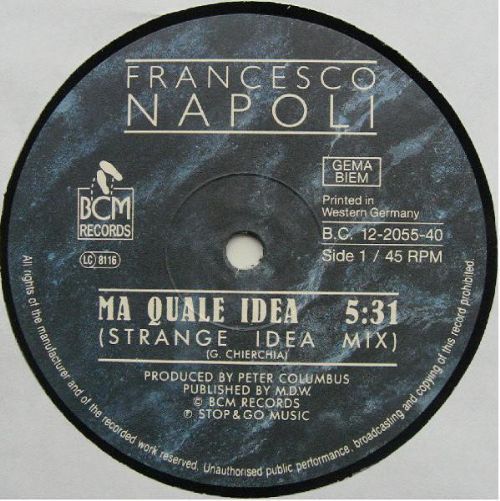 FRANCESCO
NAPOLI
BCM
RECORDS
LC 8116
GEMA
BIEM
Printed in
Western Germany
B.C. 12-2055-40
Side 1 / 45 RPM
MA QUALE IDEA 5:31
(STRANGE IDEA MIX)
(G. CHIERCHIA)
PRODUCED BY PETER COLUMBUS
PUBLISHED BY M.D.W.
© BCM RECORDS
℗ STOP & GO MUSIC
All rights of the manufacturer and of the recorded work reserved. Unauthorised public performance, broadcasting and copying of this record prohibited.